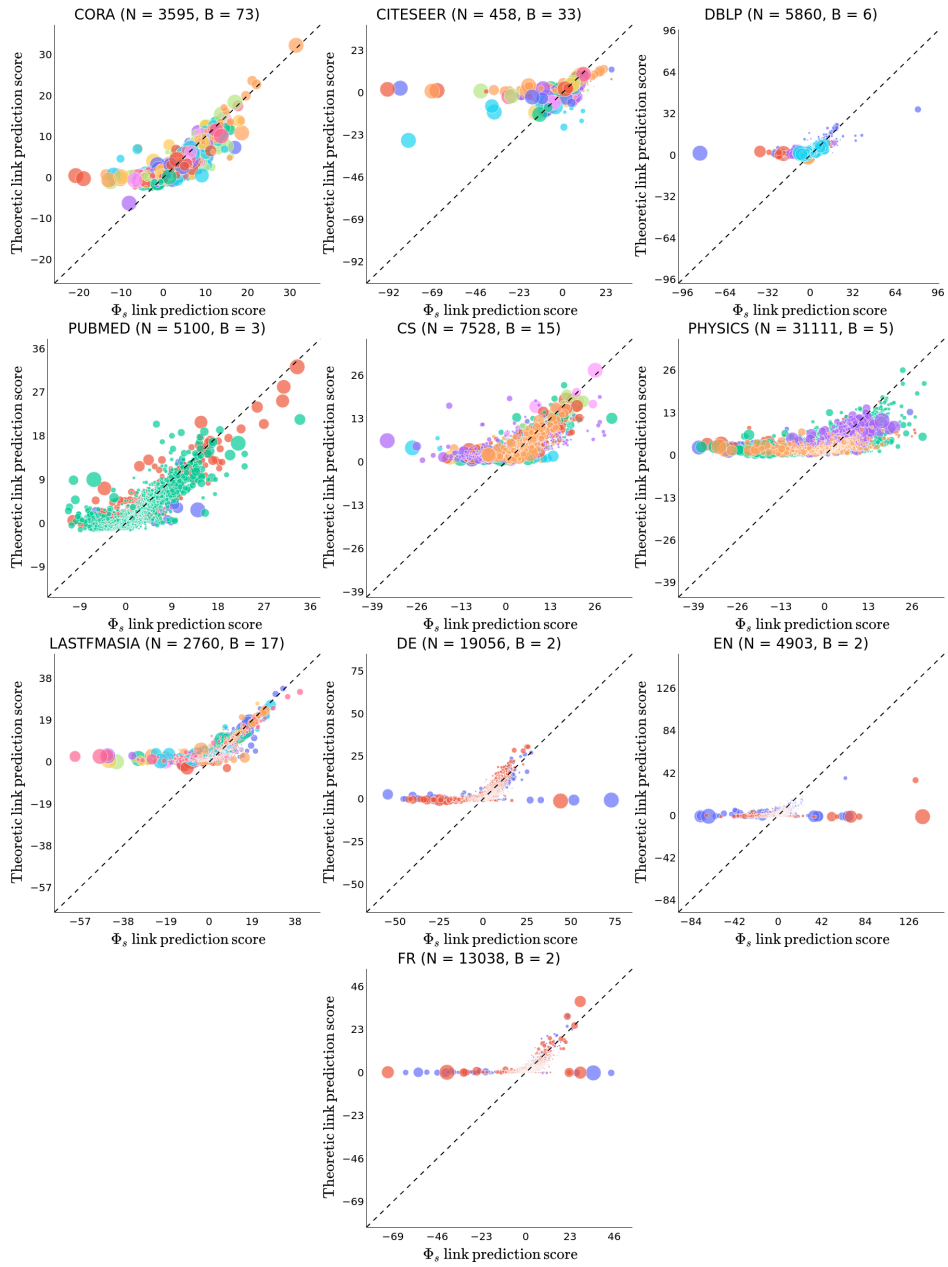 CORA (N = 3595, B = 73)
CITESEER (N = 458, B = 33)
DBLP (N = 5860, B = 6)
Theoretic link prediction score
30
20
10
0
−10
−20
−20 −10 0 10 20 30
Φs link prediction score
Theoretic link prediction score
23
0
−23
−46
−69
−92
−92 −69 −46 −23 0 23
Φs link prediction score
Theoretic link prediction score
96
64
32
0
−32
−64
−96
−96 −64 −32 0 32 64 96
Φs link prediction score
PUBMED (N = 5100, B = 3)
CS (N = 7528, B = 15)
PHYSICS (N = 31111, B = 5)
Theoretic link prediction score
36
27
18
9
0
−9
−9 0 9 18 27 36
Φs link prediction score
Theoretic link prediction score
26
13
0
−13
−26
−39
−39 −26 −13 0 13 26
Φs link prediction score
Theoretic link prediction score
26
13
0
−13
−26
−39
−39 −26 −13 0 13 26
Φs link prediction score
LASTFMASIA (N = 2760, B = 17)
DE (N = 19056, B = 2)
EN (N = 4903, B = 2)
Theoretic link prediction score
38
19
0
−19
−38
−57
−57 −38 −19 0 19 38
Φs link prediction score
Theoretic link prediction score
75
50
25
0
−25
−50
−50 −25 0 25 50 75
Φs link prediction score
Theoretic link prediction score
126
84
42
0
−42
−84
−84 −42 0 42 84 126
Φs link prediction score
FR (N = 13038, B = 2)
Theoretic link prediction score
46
23
0
−23
−46
−69
−69 −46 −23 0 23 46
Φs link prediction score